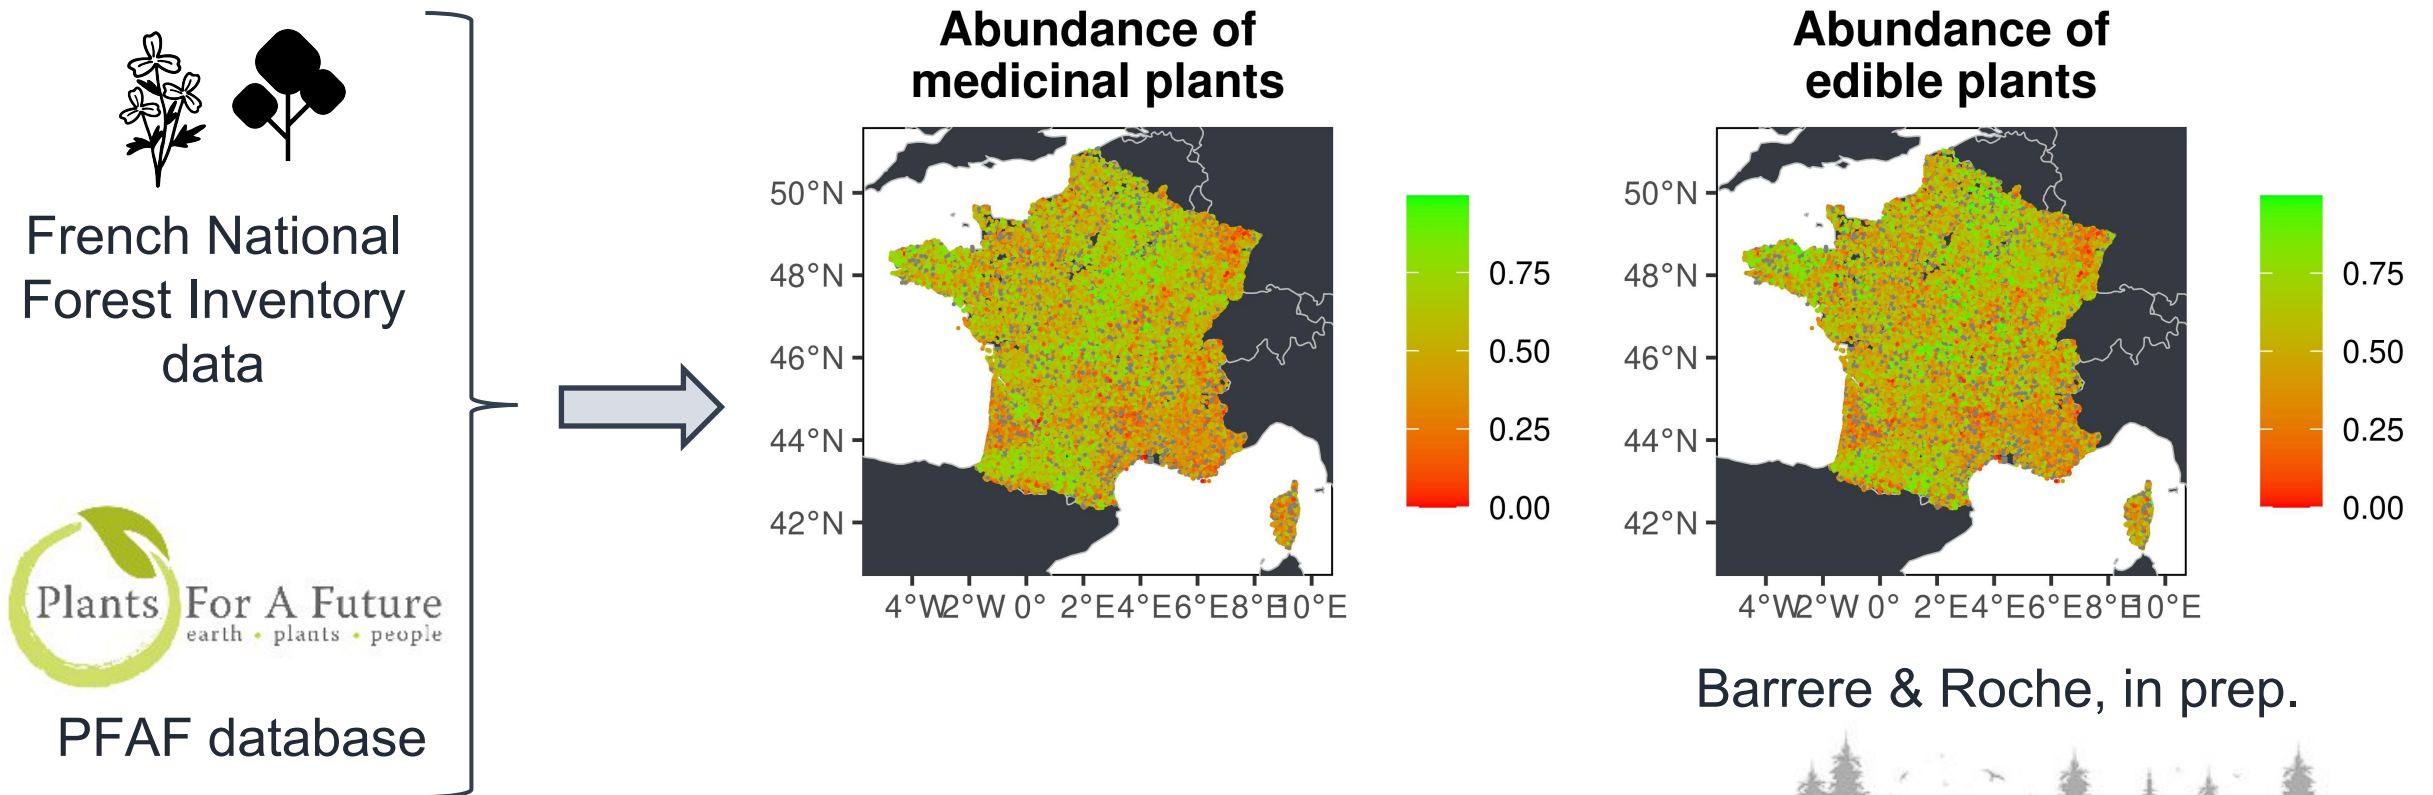 French National
Forest Inventory
data
Plants For A Future
earth • plants • people
PFAF database
Abundance of
medicinal plants
50°N
48°N
46°N
44°N
42°N
4°W 2°W 0° 2°E 4°E 6°E 8°E 10°E
0.75
0.50
0.25
0.00
Abundance of
edible plants
50°N
48°N
46°N
44°N
42°N
4°W 2°W 0° 2°E 4°E 6°E 8°E 10°E
0.75
0.50
0.25
0.00
Barrere & Roche, in prep.